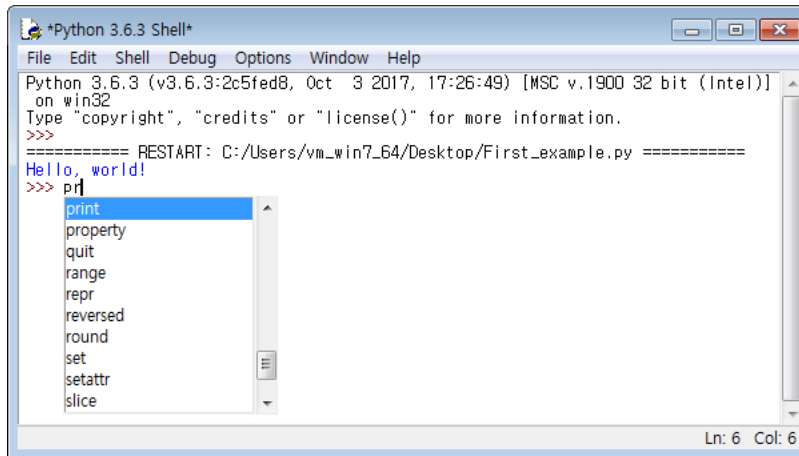 *Python 3.6.3 Shell*
File Edit Shell Debug Options Window Help
Python 3.6.3 (v3.6.3:2c5fed8, Oct  3 2017, 17:26:49) [MSC v.1900 32 bit (Intel)]
 on win32
Type "copyright", "credits" or "license()" for more information.
>>>
=========== RESTART: C:/Users/vm_win7_64/Desktop/First_example.py ===========
Hello, world!
>>> pr
print
property
quit
range
repr
reversed
round
set
setattr
slice
Ln: 6 Col: 6